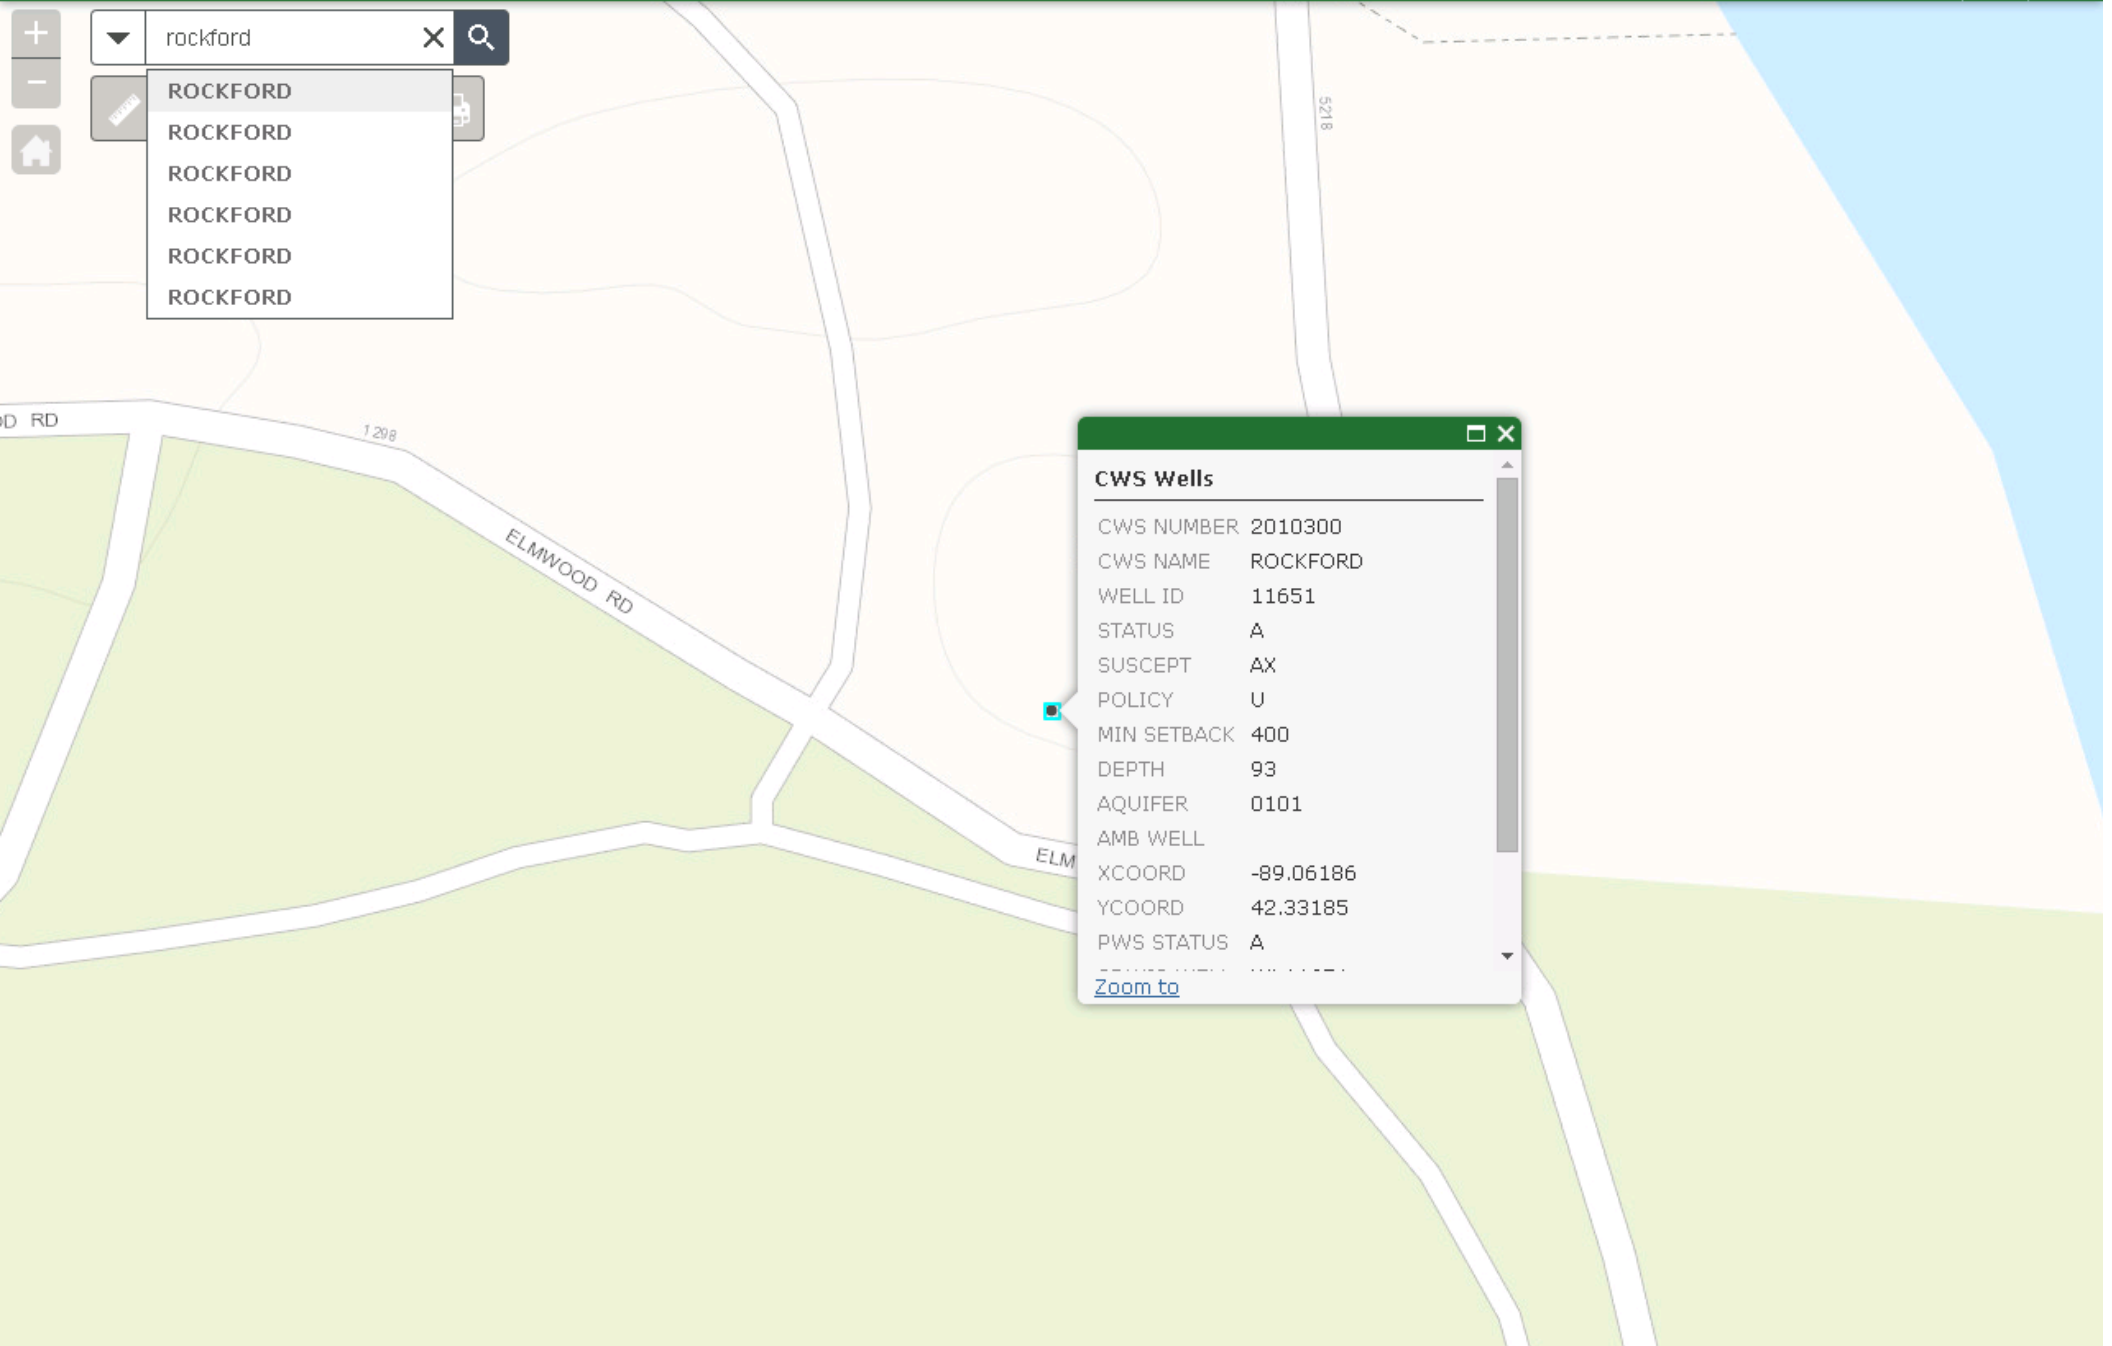 rockford
ROCKFORD
ROCKFORD
ROCKFORD
ROCKFORD
ROCKFORD
ROCKFORD
5218
RD
1298
ELMWOOD RD
CWS Wells
CWS NUMBER 2010300
CWS NAME ROCKFORD
WELL ID 11651
STATUS A
SUSCEPT AX
POLICY U
MIN SETBACK 400
DEPTH 93
AQUIFER 0101
AMB WELL
XCOORD -89.06186
YCOORD 42.33185
PWS STATUS A
Zoom to
ELM